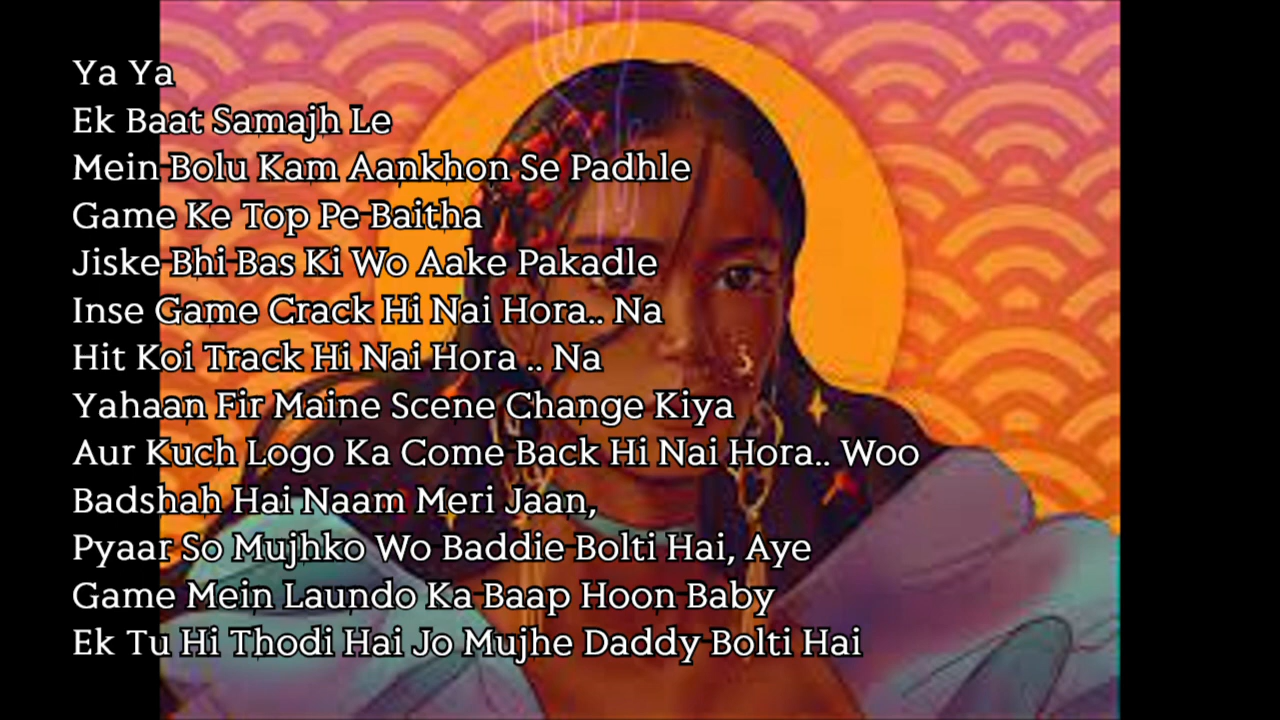 Ya Ya
Ek Baat Samajh Le
Mein Bolu Kam Aankhon Se Padhle
Game Ke Top Pe Baitha
Jiske Bhi Bas Ki Wo Aake Pakadle
Inse Game Crack Hi Nai Hora.. Na
Hit Koi Track Hi Nai Hora .. Na
Yahaan Fir Maine Scene Change Kiya
Aur Kuch Logo Ka Come Back Hi Nai Hora.. Woo
Badshah Hai Naam Meri Jaan,
Pyaar So Mujhko Wo Baddie Bolti Hai, Aye
Game Mein Laundo Ka Baap Hoon Baby
Ek Tu Hi Thodi Hai Jo Mujhe Daddy Bolti Hai